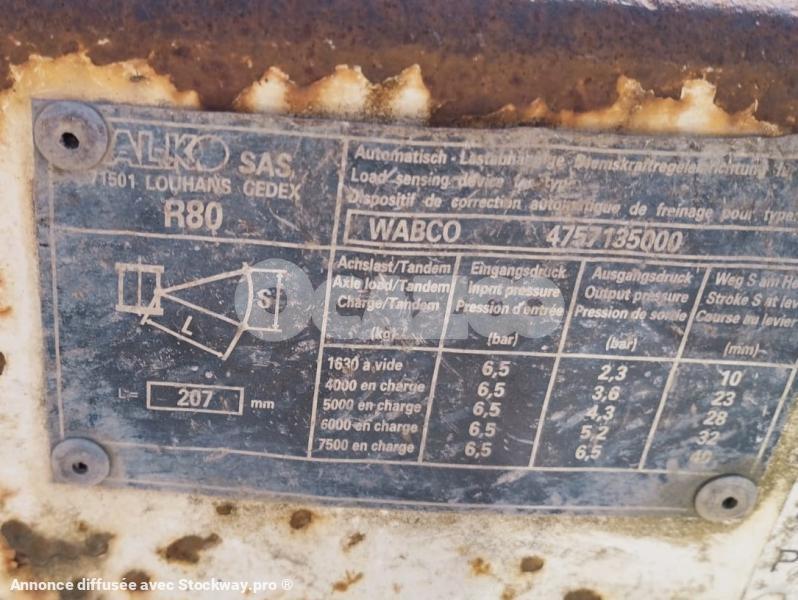 ALKO SAS
71501 LOUHANS CEDEX
R80
Automatisch - Lastabhängige - Bremskraftregeleinrichtung
Load sensing device for type
Dispositif de correction automatique de freinage pour type
WABCO 4757135000
L
S
L= 207 mm
Achslast/Tandem Eingangsdruck Ausgangsdruck Weg S am
Axle load/Tandem Input pressure Output pressure Stroke S at
Charge/Tandem Pression d'entrée Pression de sortie Course au levier
(kg) (bar) (bar) (mm)
1630 a vide 6,5 2,3 10
4000 en charge 6,5 3,6 23
5000 en charge 6,5 4,3 28
6000 en charge 6,5 5,2 32
7500 en charge 6,5 6,5 40
Annonce diffusée avec Stockway.pro ®